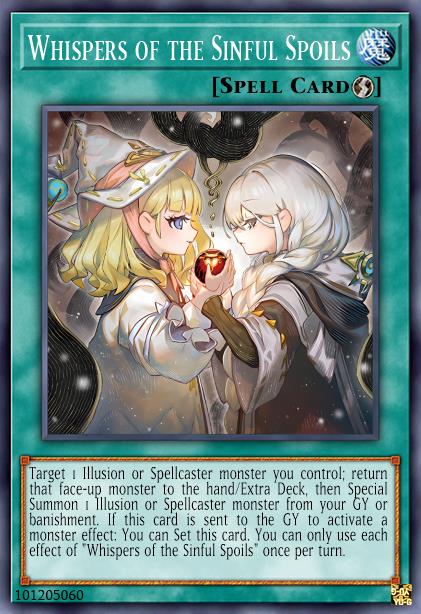 Whispers of the Sinful Spoils
魔
[Spell Card]
Target 1 Illusion or Spellcaster monster you control; return
that face-up monster to the hand/Extra Deck, then Special
Summon 1 Illusion or Spellcaster monster from your GY or
banishment. If this card is sent to the GY to activate a
monster effect: You can Set this card. You can only use each
effect of "Whispers of the Sinful Spoils" once per turn.
101205060